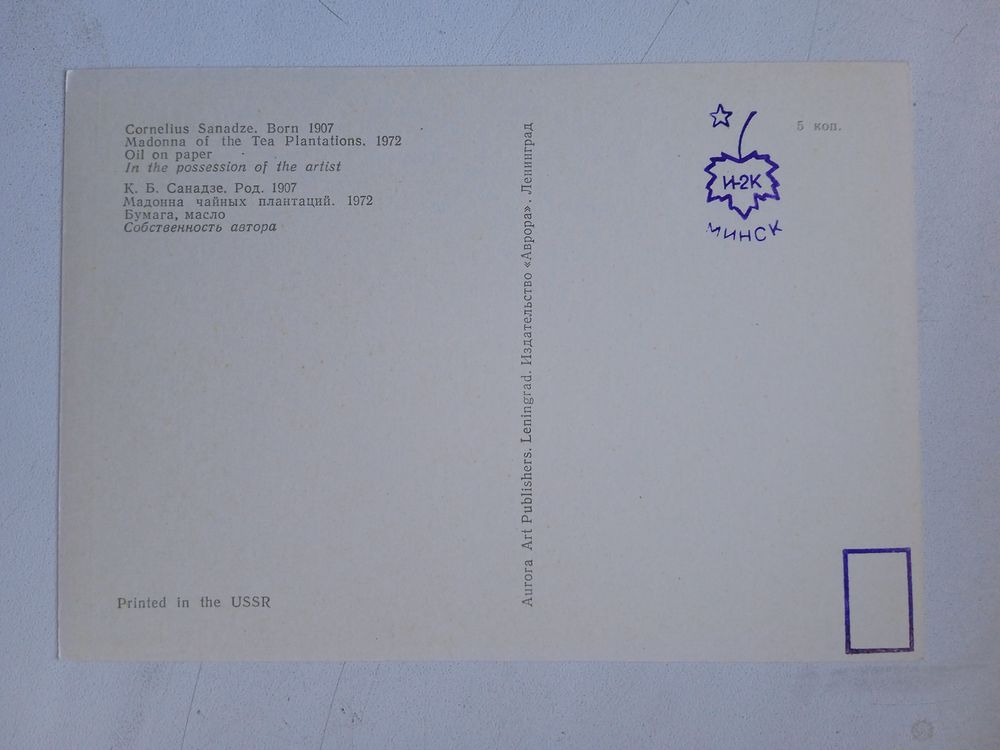 Cornelius Sanadze. Born 1907
Madonna of the Tea Plantations. 1972
Oil on paper
In the possession of the artist
К. Б. Санадзе. Род. 1907
Мадонна чайных плантаций. 1972
Бумага, масло
Собственность автора
Printed in the USSR
Aurora Art Publishers. Leningrad. Издательство «Аврора». Ленинград
5 коп.
И-2К
МИНСК